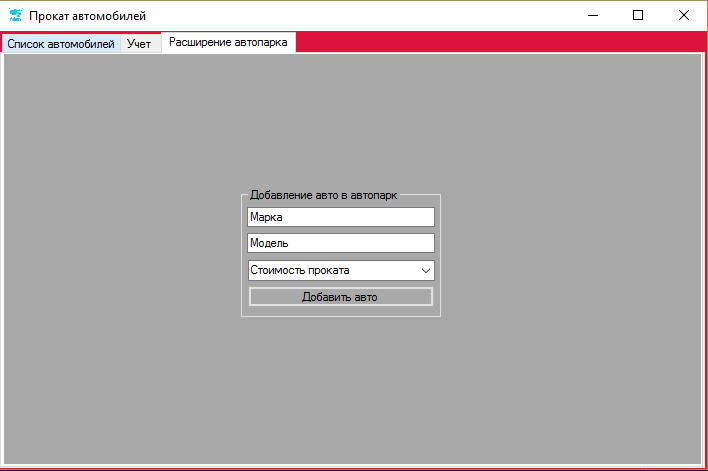 Прокат автомобилей
Список автомобилей Учет Расширение автопарка
Добавление авто в автопарк
Марка
Модель
Стоимость проката
Добавить авто